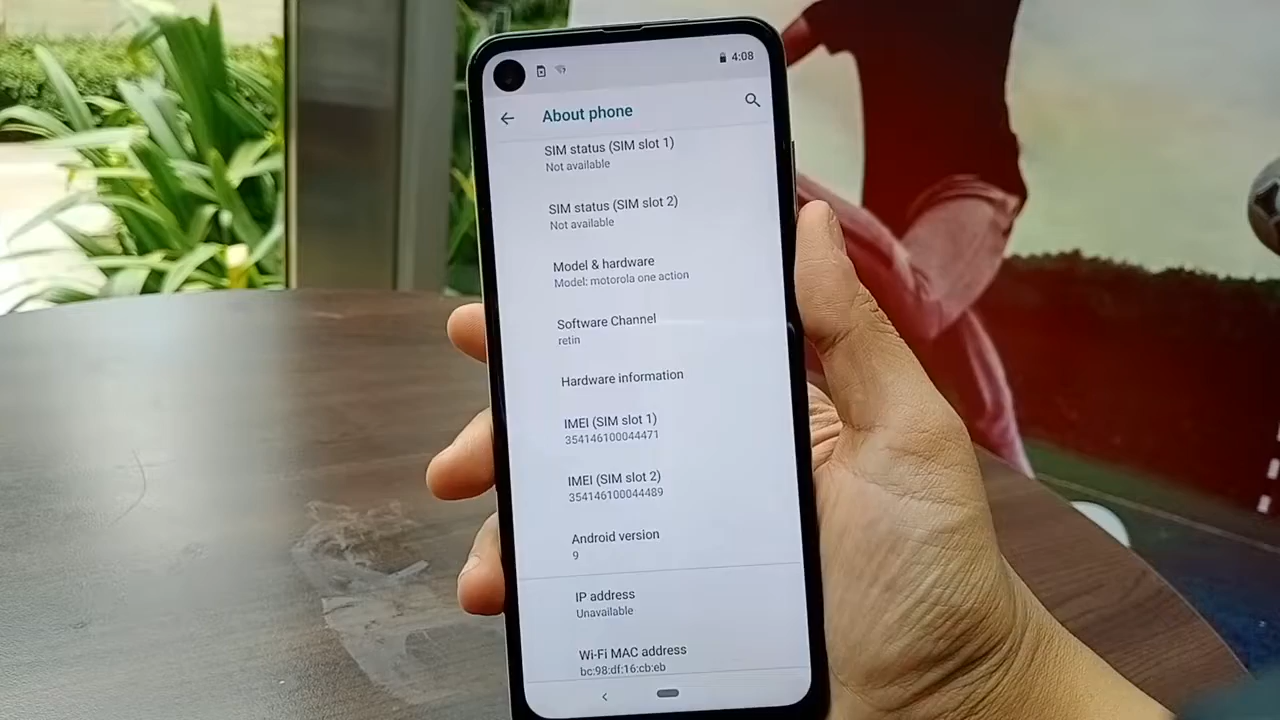 4:08
About phone
SIM status (SIM slot 1)
Not available
SIM status (SIM slot 2)
Not available
Model & hardware
Model: motorola one action
Software Channel
retin
Hardware information
IMEI (SIM slot 1)
354146100044471
IMEI (SIM slot 2)
354146100044489
Android version
9
IP address
Unavailable
Wi-Fi MAC address
bc:98:df:16:cb:eb